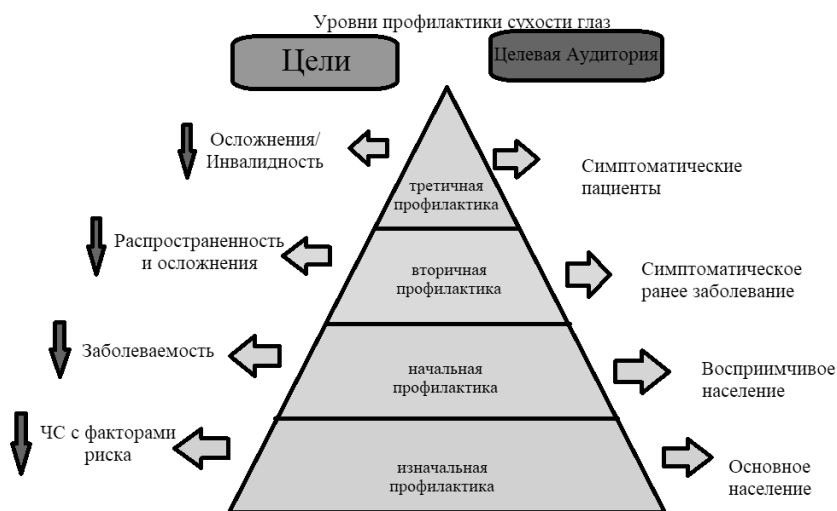 Уровни профилактики сухости глаз
Цели
Целевая Аудитория
Осложнения/
Инвалидность
третичная
профилактика
Симптоматические
пациенты
Распространенность
и осложнения
вторичная
профилактика
Симптоматическое
ранее заболевание
Заболеваемость
начальная
профилактика
Восприимчивое
население
ЧС с факторами
риска
изначальная
профилактика
Основное
население